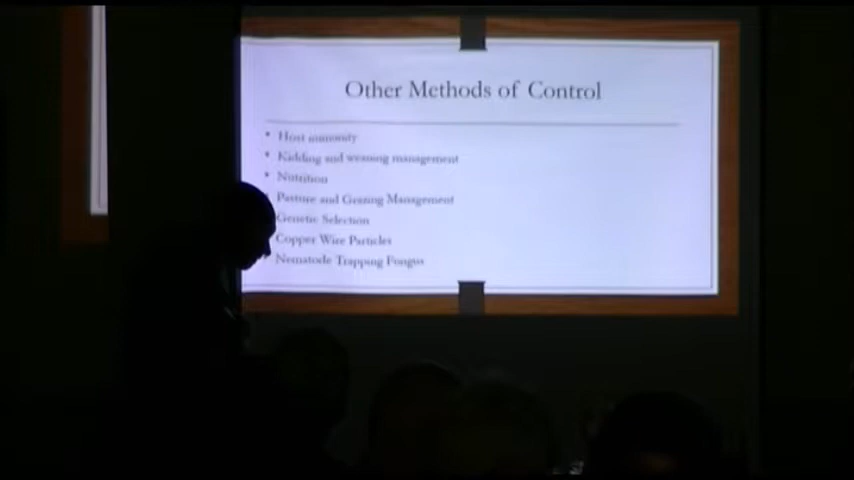 Other Methods of Control
• Host immunity
• Kidding and weaning management
• Nutrition
Pasture and Grazing Management
Genetic Selection
Copper Wire Particles
Nematode Trapping Fungus